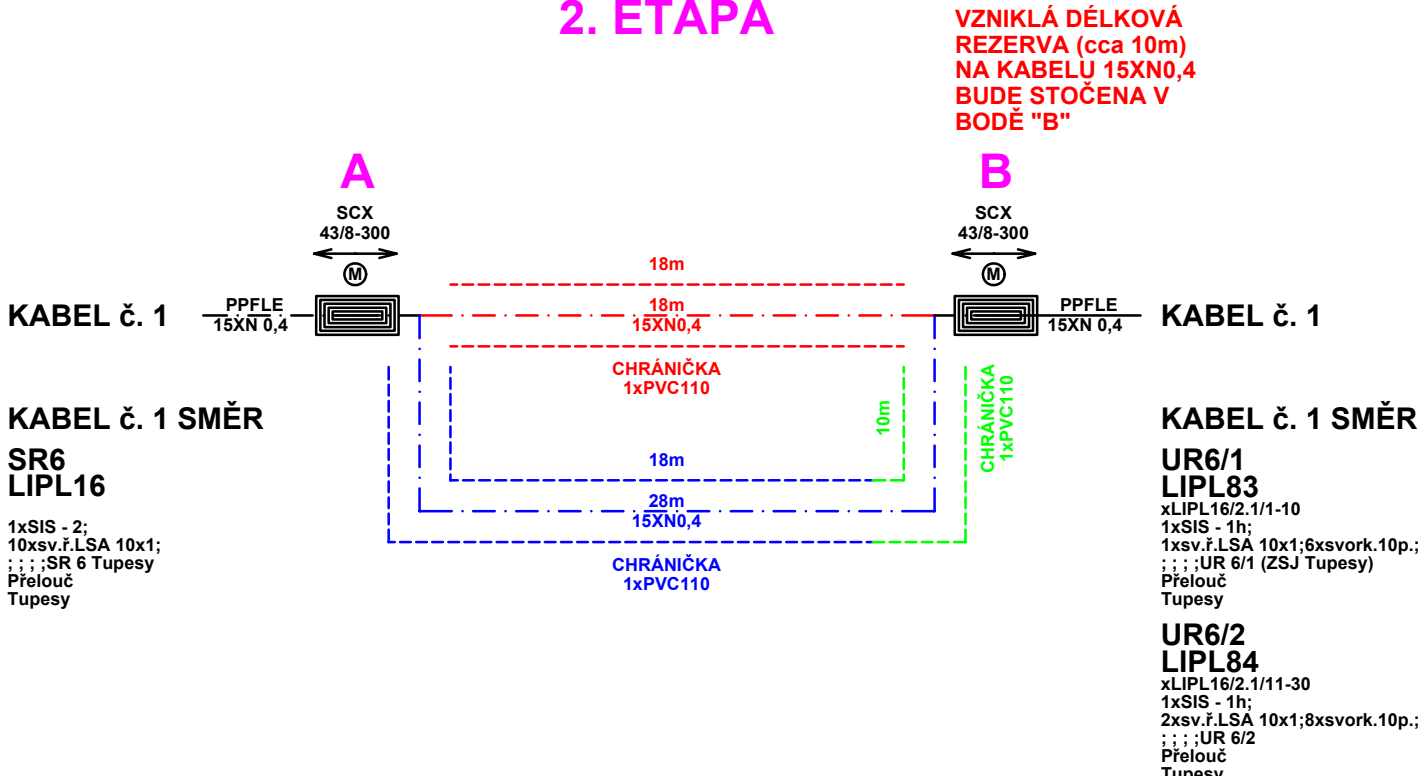 2. ETAPA
VZNIKLÁ DÉLKOVÁ
REZERVA (cca 10m)
NA KABELU 15XN0,4
BUDE STOČENA V
BODĚ "B"
A
SCX
43/8-300
M
B
SCX
43/8-300
M
KABEL č. 1
PPFLE
15XN 0,4
18m
18m
15XN0,4
CHRÁNIČKA
1xPVC110
PPFLE
15XN 0,4
KABEL č. 1
KABEL č. 1 SMĚR
SR6
LIPL16
1xSIS - 2;
10xsv.ř.LSA 10x1;
; ; ; ;SR 6 Tupesy
Přelouč
Tupesy
18m
28m
15XN0,4
CHRÁNIČKA
1xPVC110
10m
CHRÁNIČKA
1xPVC110
KABEL č. 1 SMĚR
UR6/1
LIPL83
xLIPL16/2.1/1-10
1xSIS - 1h;
1xsv.ř.LSA 10x1;6xsvork.10p.;
; ; ; ;UR 6/1 (ZSJ Tupesy)
Přelouč
Tupesy
UR6/2
LIPL84
xLIPL16/2.1/11-30
1xSIS - 1h;
2xsv.ř.LSA 10x1;8xsvork.10p.;
; ; ; ;UR 6/2
Přelouč
Tupesy